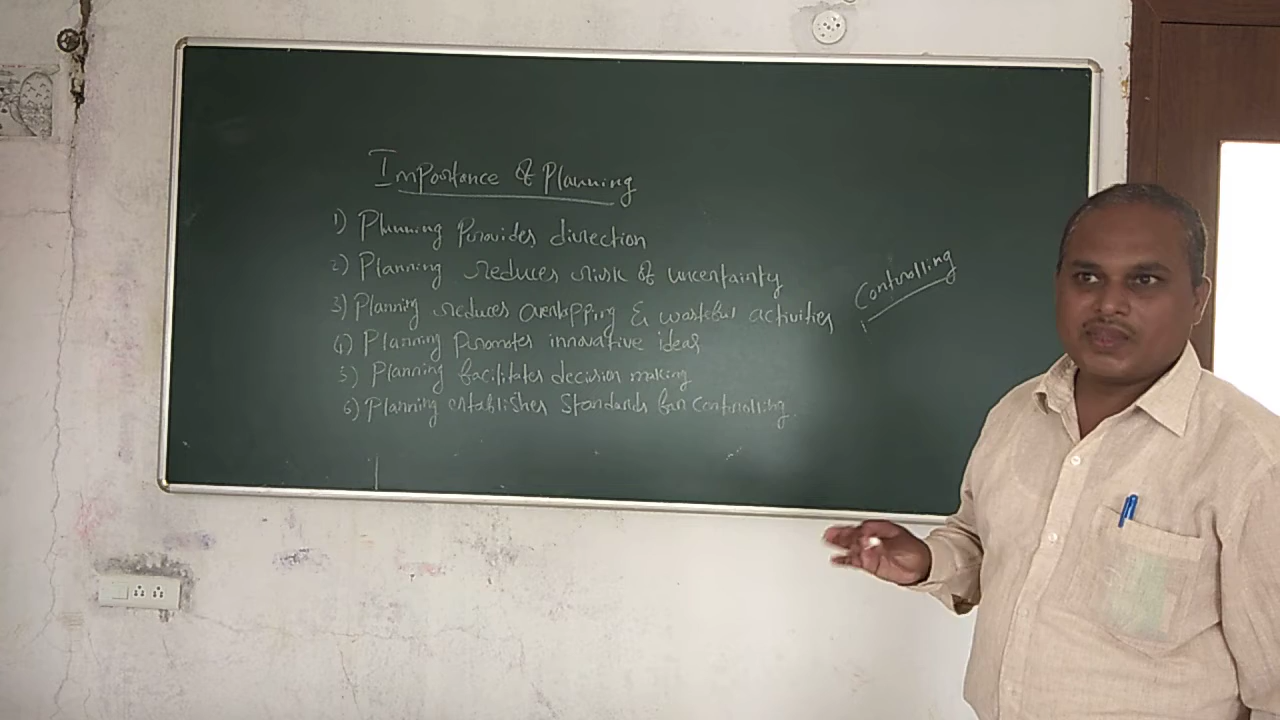 Importance of Planning
1) Planning Provides direction
2) Planning reduces risk of uncertainty
3) Planning reduces overlapping & wasteful activities
4) Planning Promotes innovative ideas
5) Planning facilitates decision making
6) Planning establishes Standards for Controlling.
Controlling